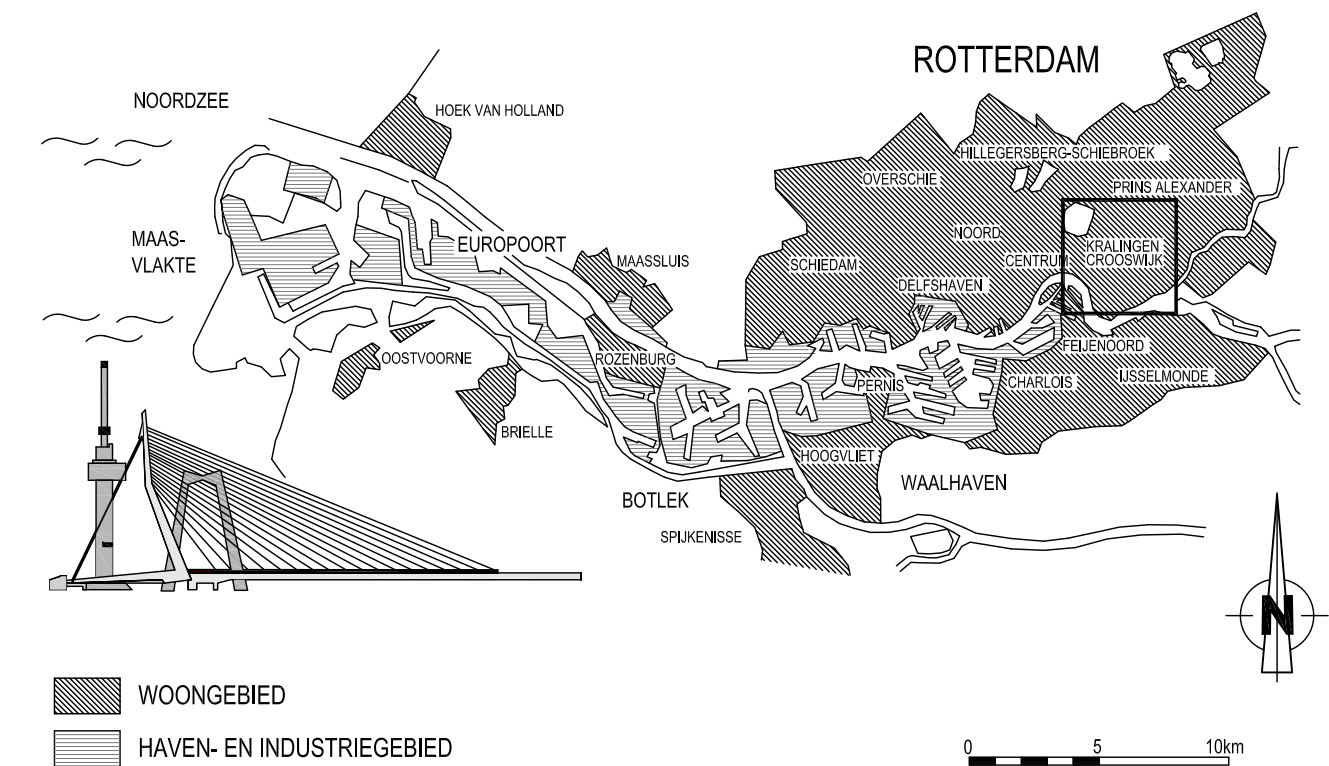 ROTTERDAM
NOORDZEE
HOEK VAN HOLLAND
HILLEGERSBERG-SCHIEBROEK
OVERSCHIE
PRINS ALEXANDER
NOORD
MAAS-
VLAKTE
EUROPOORT
MAASSLUIS
SCHIEDAM
CENTRUM
KRALINGEN
CROOSWIJK
DELFSHAVEN
OOSTVOORNE
ROZENBURG
FEIJENOORD
PERNIS
CHARLOIS
IJSSELMONDE
BRIELLE
HOOGVLIET
WAALHAVEN
BOTLEK
SPIJKENISSE
N
WOONGEBIED
HAVEN- EN INDUSTRIEGEBIED
0 5 10km